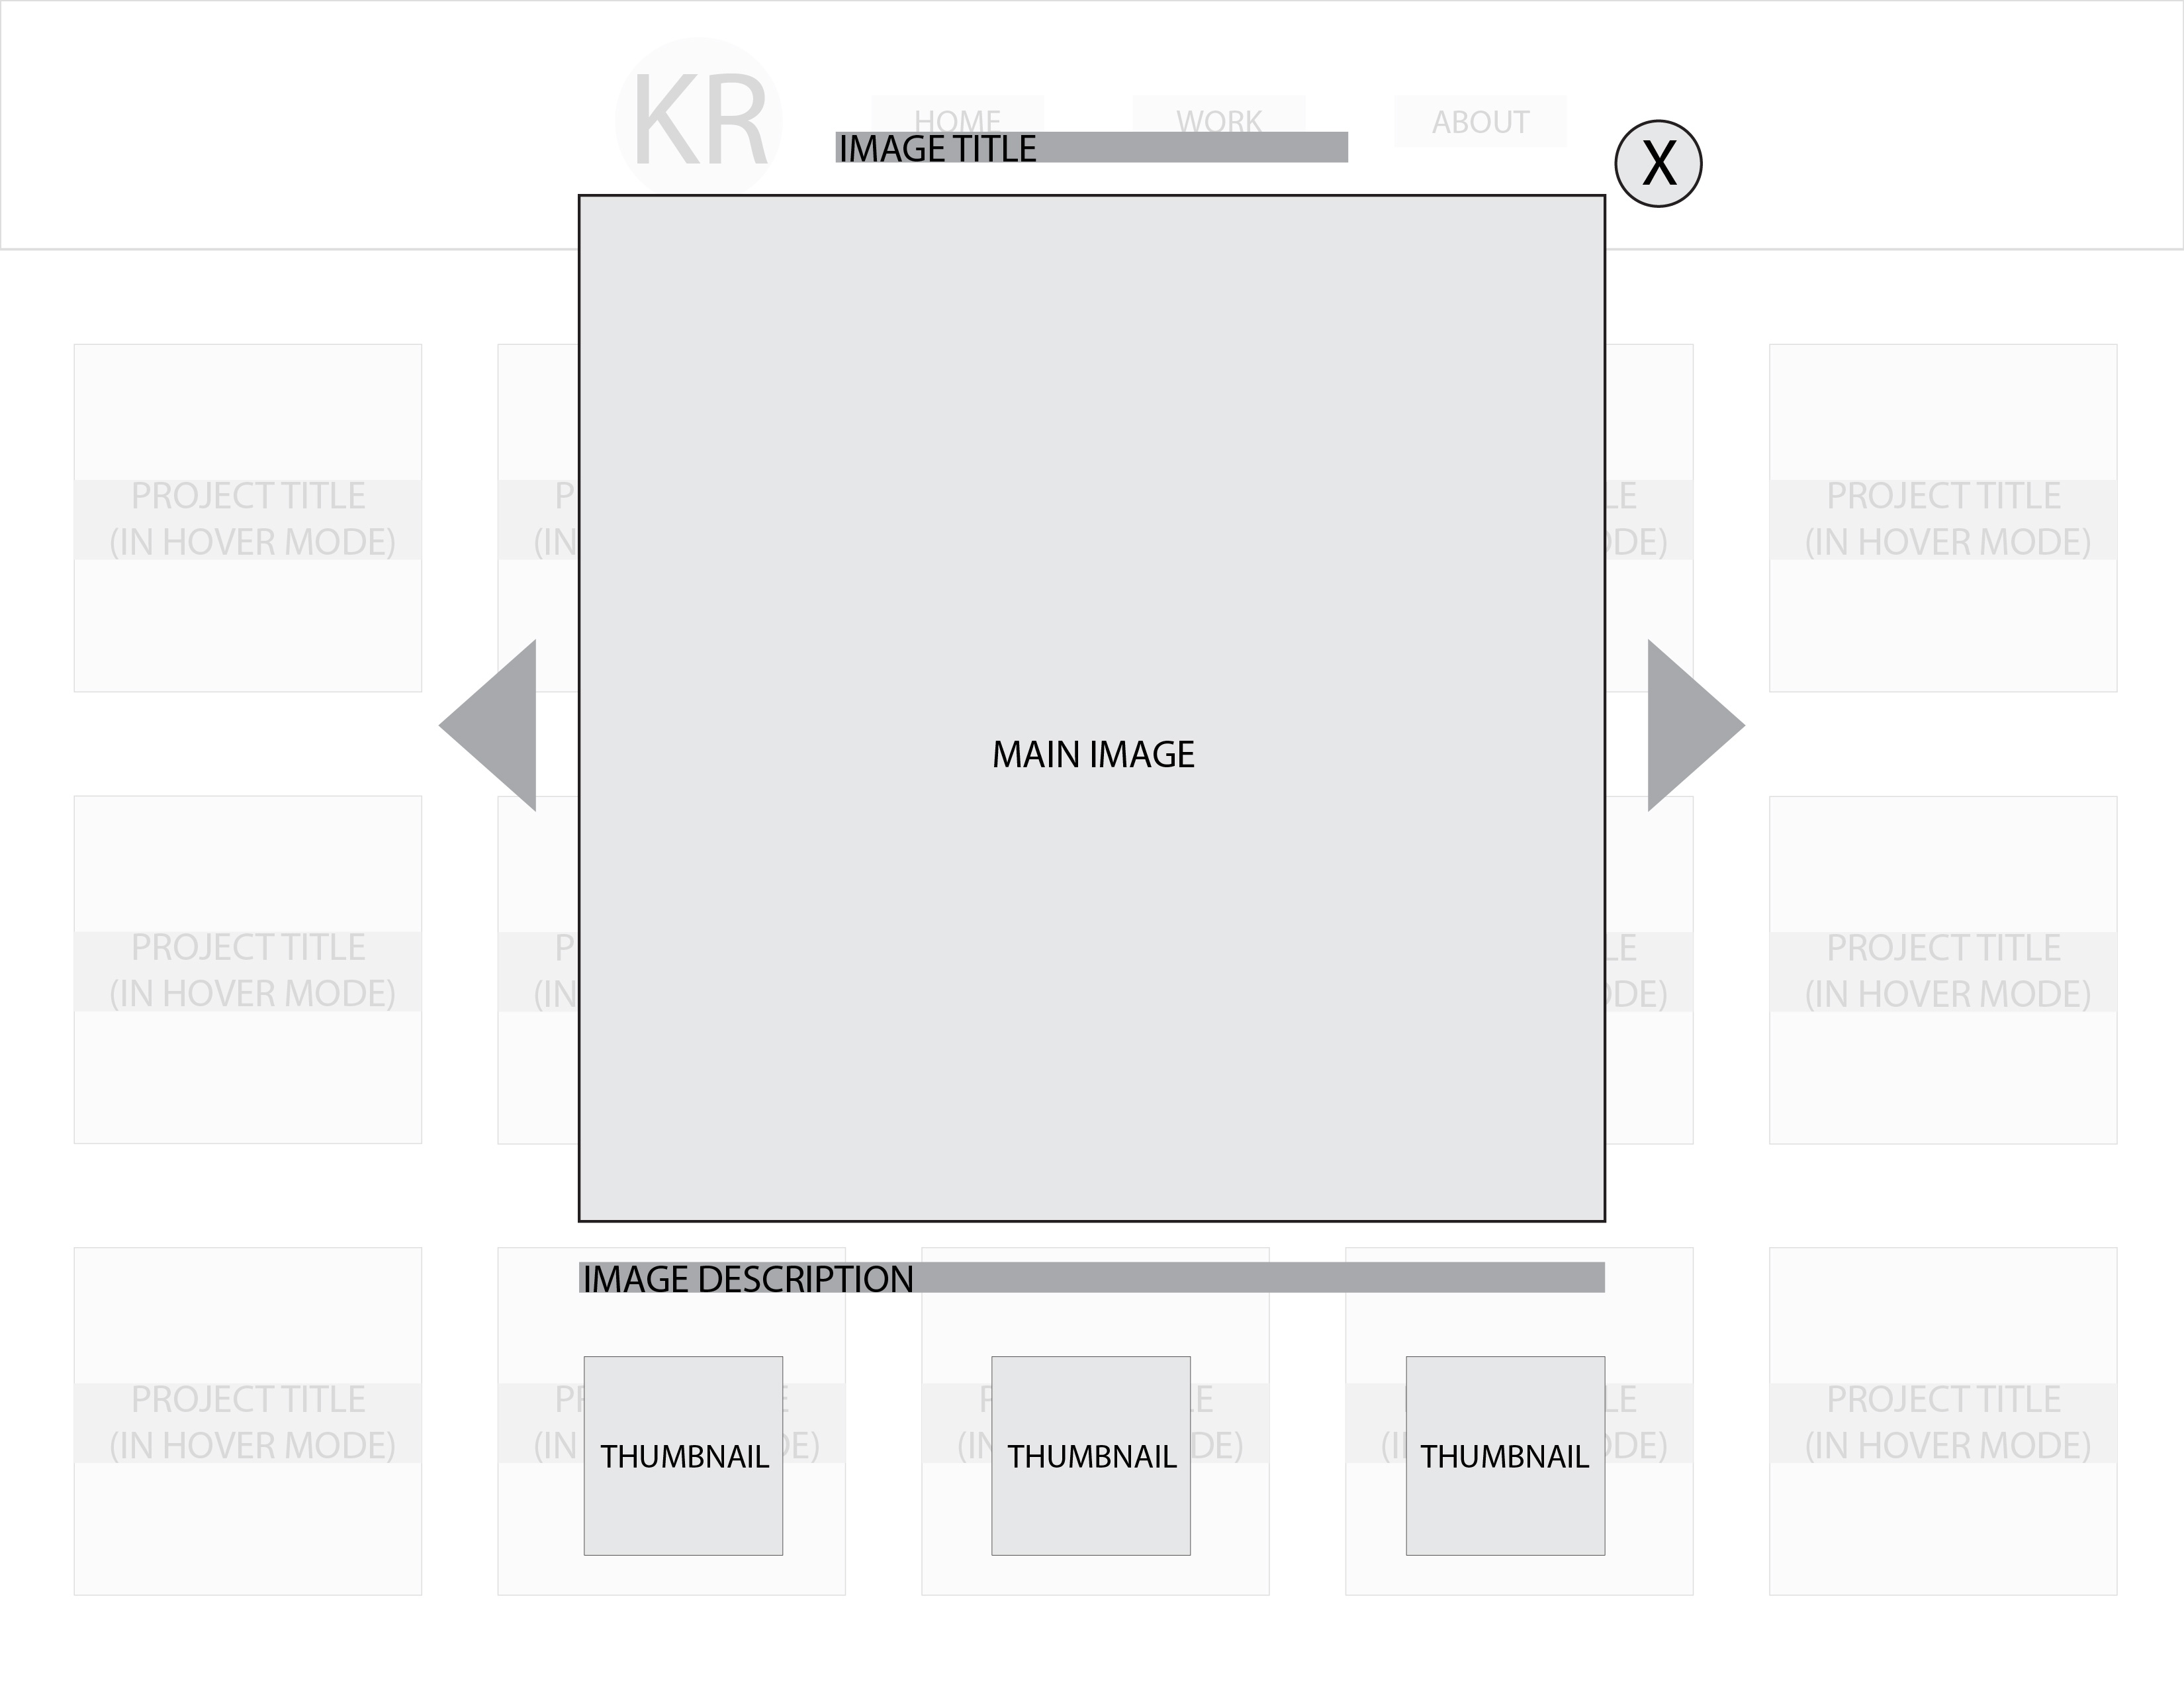 KR
HOME
WORK
ABOUT
IMAGE TITLE
X
PROJECT TITLE
(IN HOVER MODE)
P
(IN
LE
DE)
PROJECT TITLE
(IN HOVER MODE)
MAIN IMAGE
PROJECT TITLE
(IN HOVER MODE)
P
(IN
LE
DE)
PROJECT TITLE
(IN HOVER MODE)
IMAGE DESCRIPTION
PROJECT TITLE
(IN HOVER MODE)
(IN
DE)
THUMBNAIL
(IN
DE)
THUMBNAIL
LE
DE)
THUMBNAIL
PROJECT TITLE
(IN HOVER MODE)